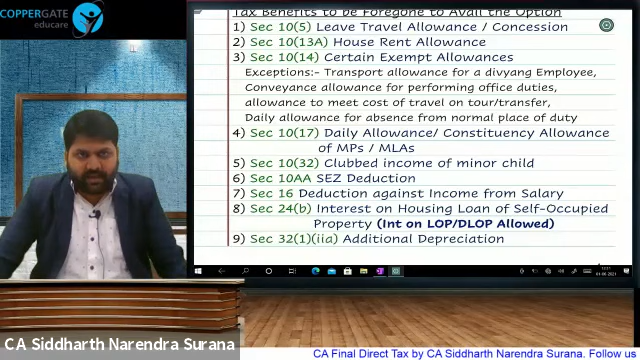 COPPERGATE
educare
Tax Benefits to be Foregone to Avail the Option
1) Sec 10(5) Leave Travel Allowance / Concession
2) Sec 10(13A) House Rent Allowance
3) Sec 10(14) Certain Exempt Allowances
Exceptions:- Transport allowance for a divyang Employee,
Conveyance allowance for performing office duties,
allowance to meet cost of travel on tour/transfer,
Daily allowance for absence from normal place of duty
4) Sec 10(17) Daily Allowance/ Constituency Allowance
of MPs / MLAs
5) Sec 10(32) Clubbed income of minor child
6) Sec 10AA SEZ Deduction
7) Sec 16 Deduction against Income from Salary
8) Sec 24(b) Interest on Housing Loan of Self-Occupied
Property (Int on LOP/DLOP Allowed)
9) Sec 32(1)(iia) Additional Depreciation
CA Siddharth Narendra Surana
CA Final Direct Tax by CA Siddharth Narendra Surana. Follow us